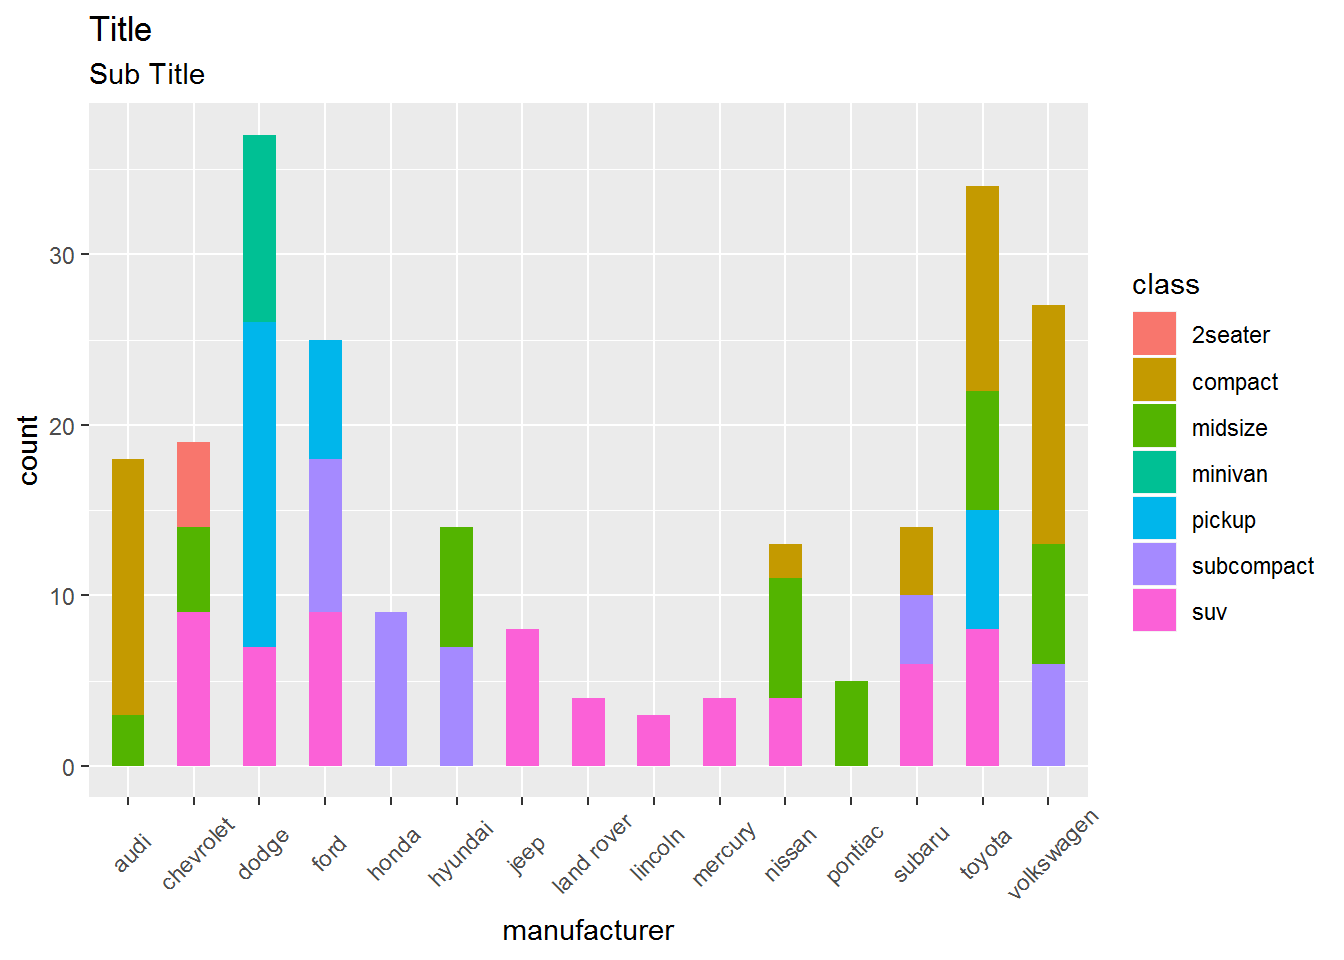 Title
Sub Title
30
20
10
0
count
audi
chevrolet
dodge
ford
honda
hyundai
jeep
land rover
lincoln
mercury
nissan
pontiac
subaru
toyota
volkswagen
manufacturer
class
2seater
compact
midsize
minivan
pickup
subcompact
suv